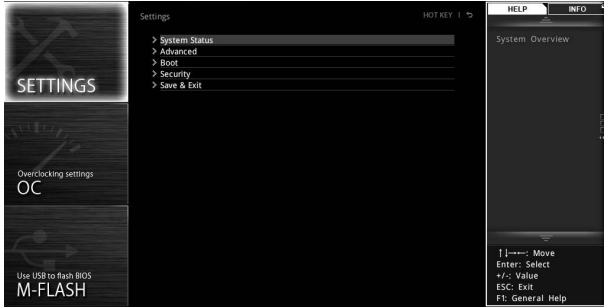 SETTINGS
Overclocking settings
OC
Use USB to flash BIOS
M-FLASH
Settings
HOT KEY | ⮌
> System Status
> Advanced
> Boot
> Security
> Save & Exit
HELP
INFO
System Overview
↑↓→←: Move
Enter: Select
+/-: Value
ESC: Exit
F1: General Help